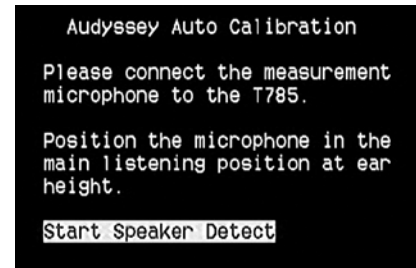 Audyssey Auto Calibration
Please connect the measurement
microphone to the T785.
Position the microphone in the
main listening position at ear
height.
Start Speaker Detect